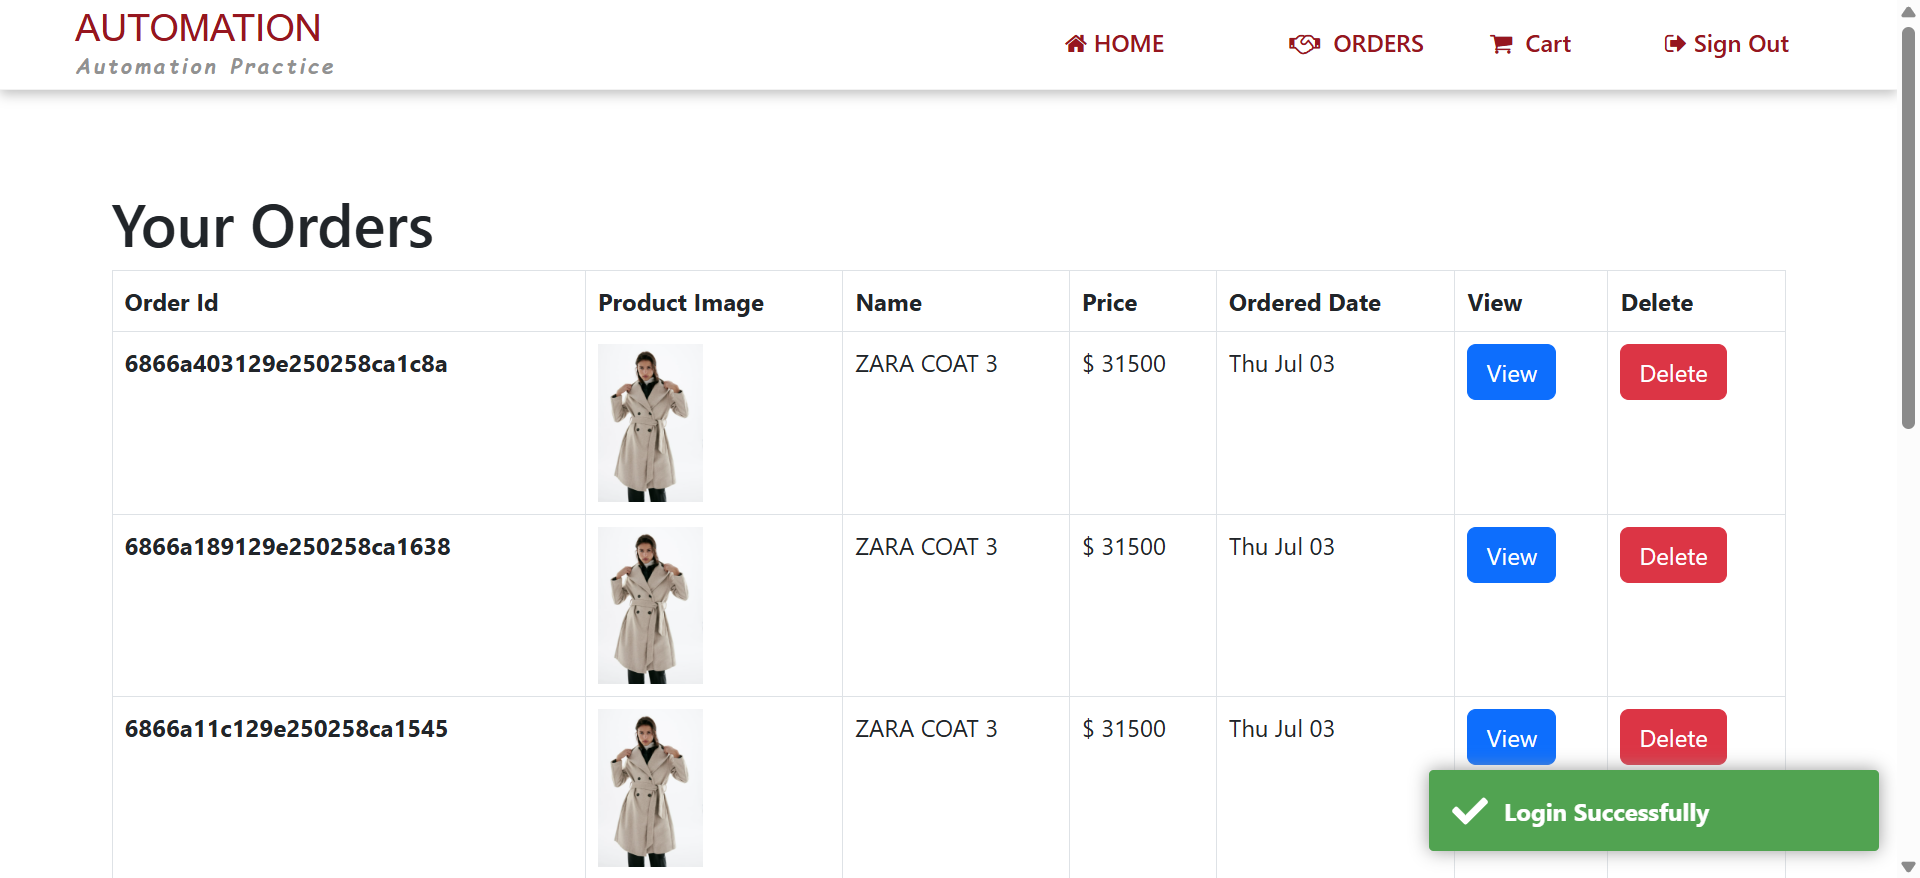 AUTOMATION
Automation Practice
HOME ORDERS Cart Sign Out
Your Orders
Order Id Product Image Name Price Ordered Date View Delete
6866a403129e250258ca1c8a ZARA COAT 3 $ 31500 Thu Jul 03 View Delete
6866a189129e250258ca1638 ZARA COAT 3 $ 31500 Thu Jul 03 View Delete
6866a11c129e250258ca1545 ZARA COAT 3 $ 31500 Thu Jul 03 View Delete
Login Successfully